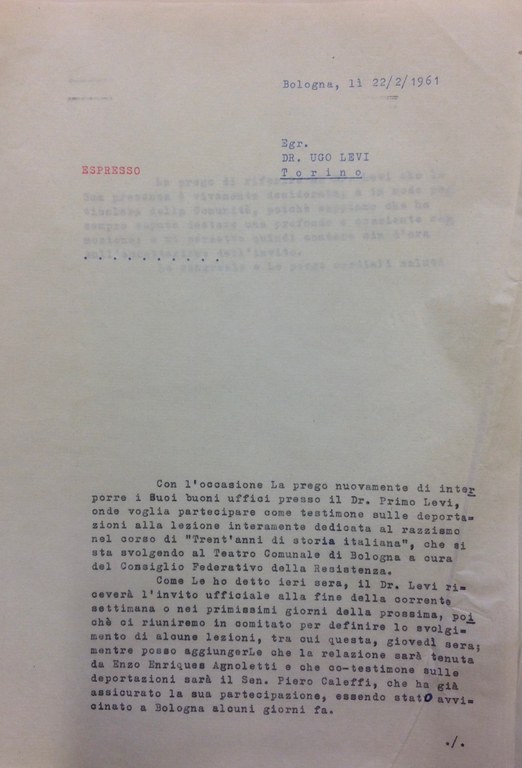 Bologna, lì 22/2/1961
Egr.
DR. UGO LEVI
Torino
ESPRESSO
. . . . . . . . . . .
Con l'occasione La prego nuovamente di inter
porre i Suoi buoni uffici presso il Dr. Primo Levi,
onde voglia partecipare come testimone sulle deporta-
zioni alla lezione interamente dedicata al razzismo
nel corso di "Trent'anni di storia italiana", che si
sta svolgendo al Teatro Comunale di Bologna a cura
del Consiglio Federativo della Resistenza.
Come Le ho detto ieri sera, il Dr. Levi ri-
ceverà l'invito ufficiale alla fine della corrente
settimana o nei primissimi giorni della prossima, poi
chè ci riuniremo in comitato per definire lo svolgi-
mento di alcune lezioni, tra cui questa, giovedì sera;
mentre posso aggiungerLe che la relazione sarà tenuta
da Enzo Enriques Agnoletti e che co-testimone sulle
deportazioni sarà il Sen. Piero Caleffi, che ha già
assicurato la sua partecipazione, essendo stato avvi-
cinato a Bologna alcuni giorni fa.
./.